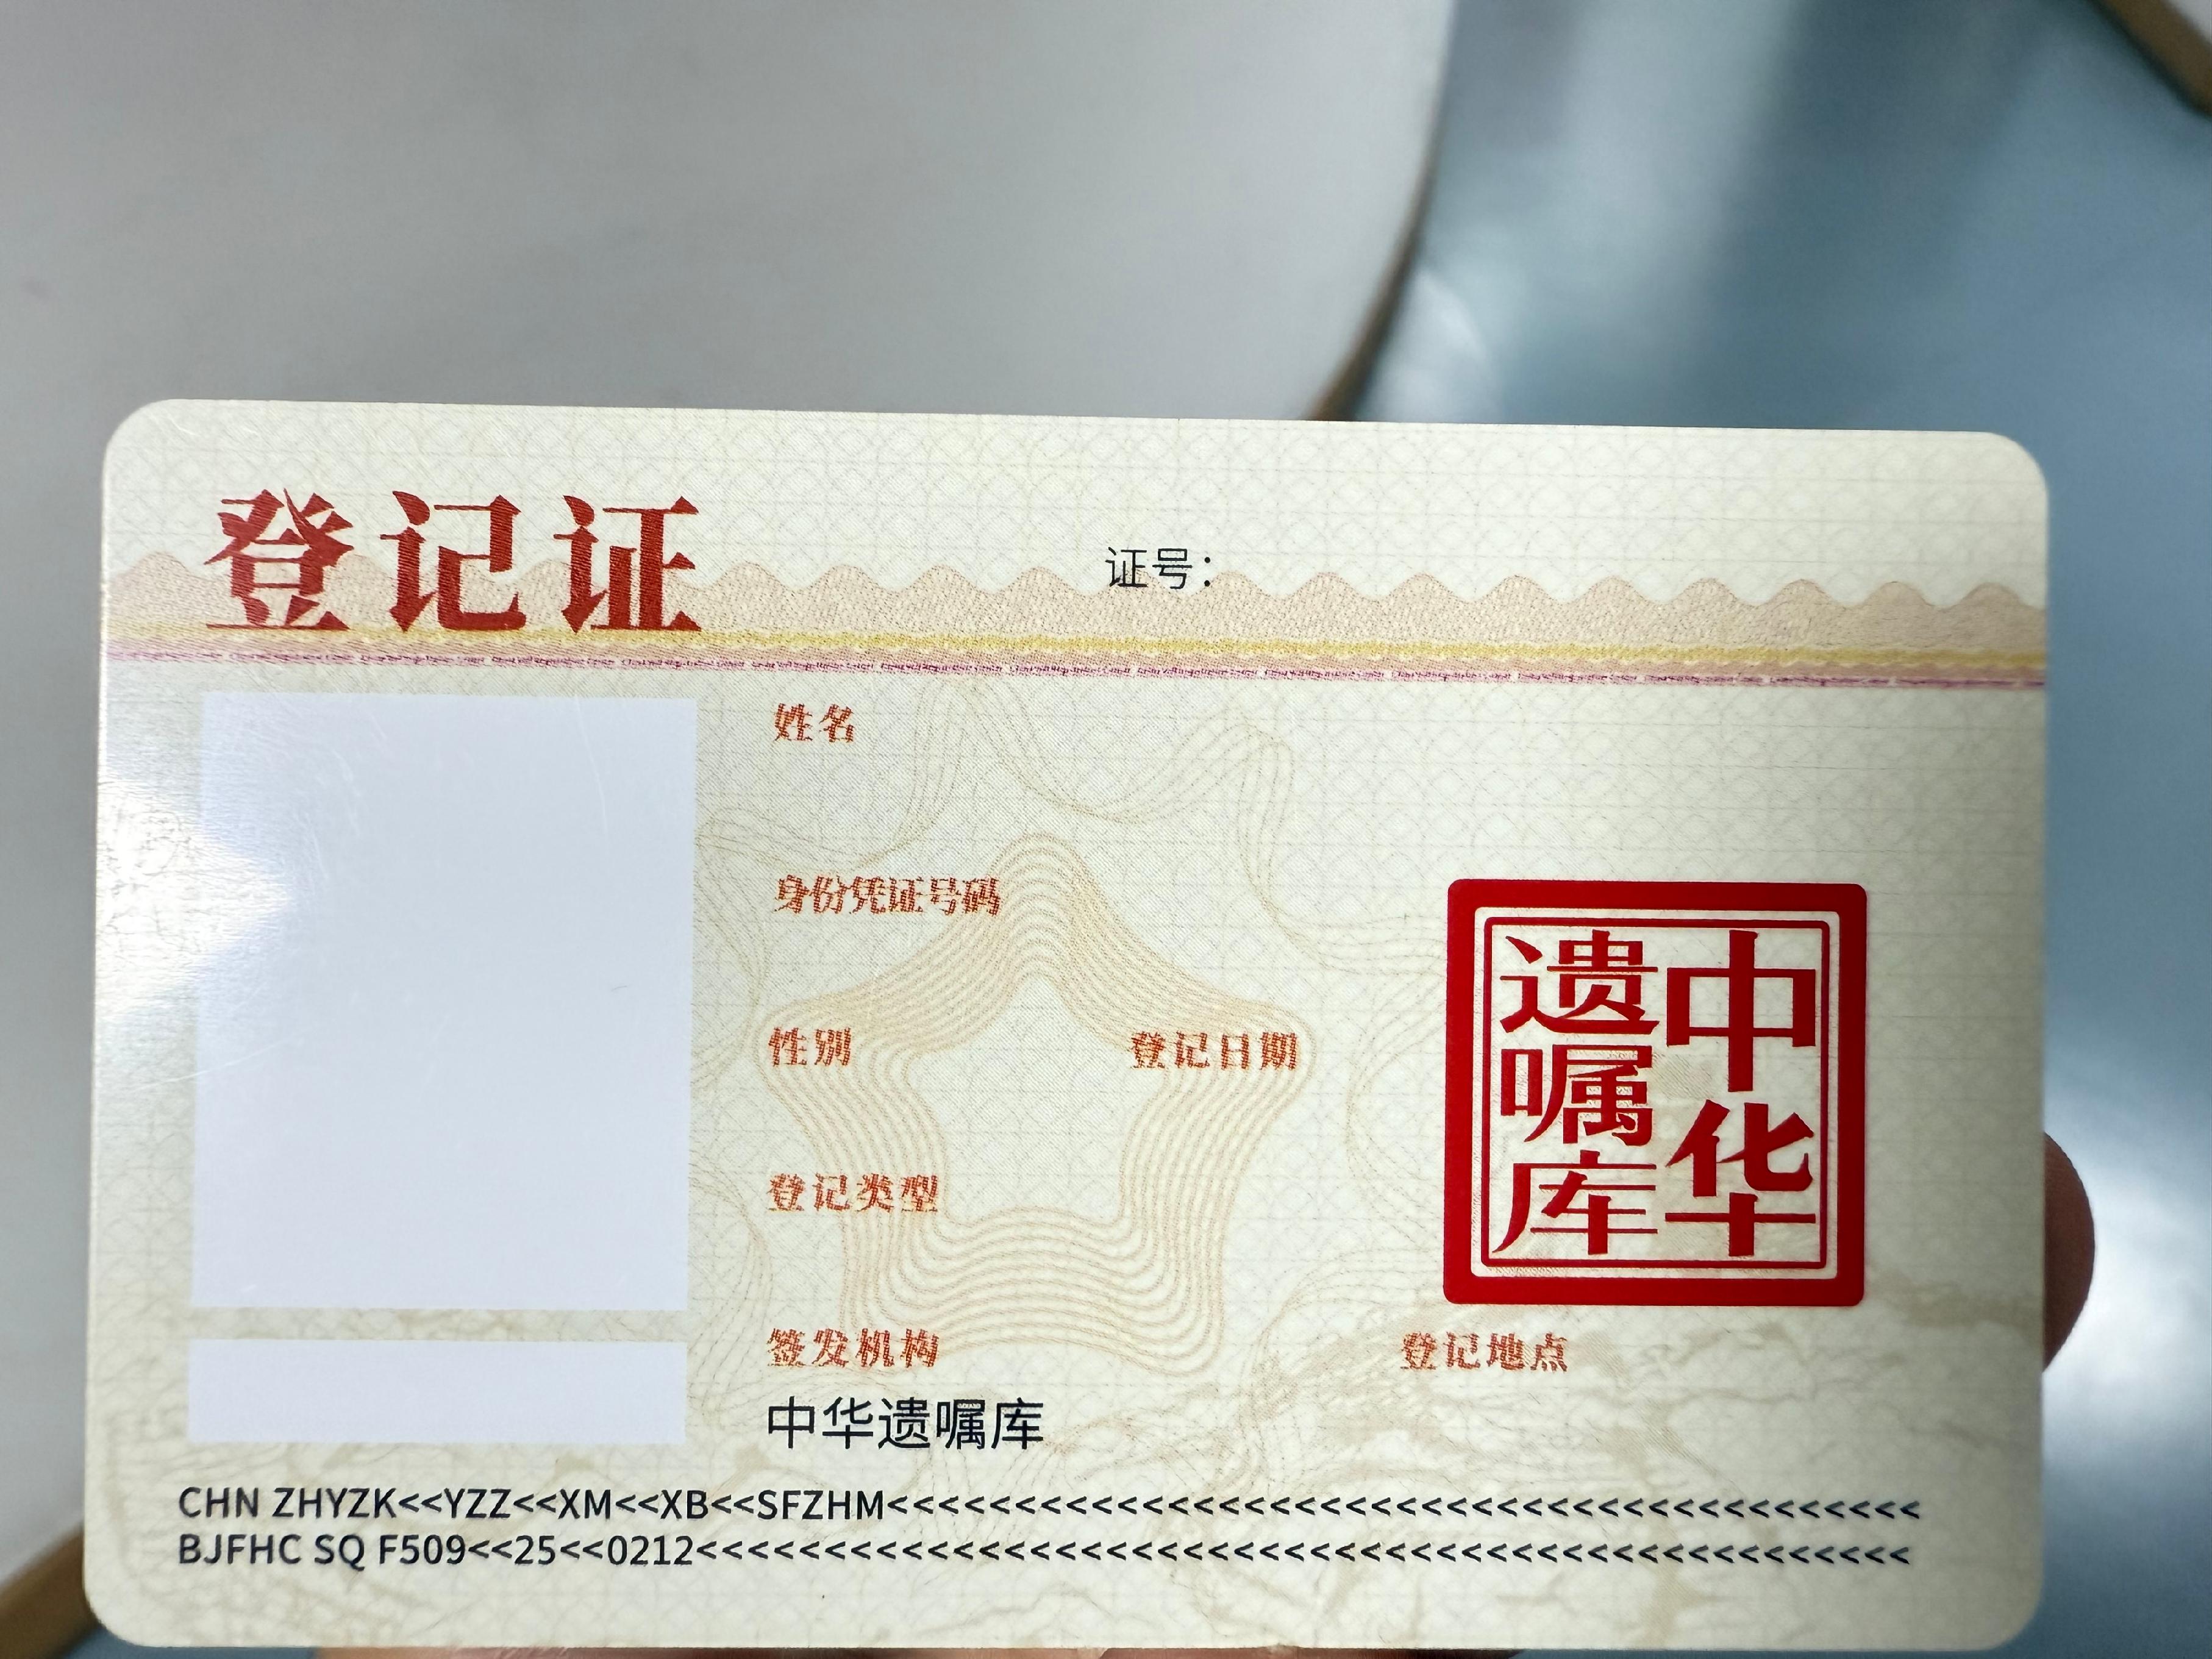 登记证
证号：
姓名
身份凭证号码
性别 登记日期
登记类型
中华
遗嘱库
签发机构 登记地点
中华遗嘱库
CHN ZHYZK<<YZZ<<XM<<XB<<SFZHM<<<<<<<<<<<<<<<<<<<<<<<<<<<<<<<<<<<<<<<<<<<<<<<<
BJFHC SQ F509<<25<<0212<<<<<<<<<<<<<<<<<<<<<<<<<<<<<<<<<<<<<<<<<<<<<<<<<<<<<<<<<